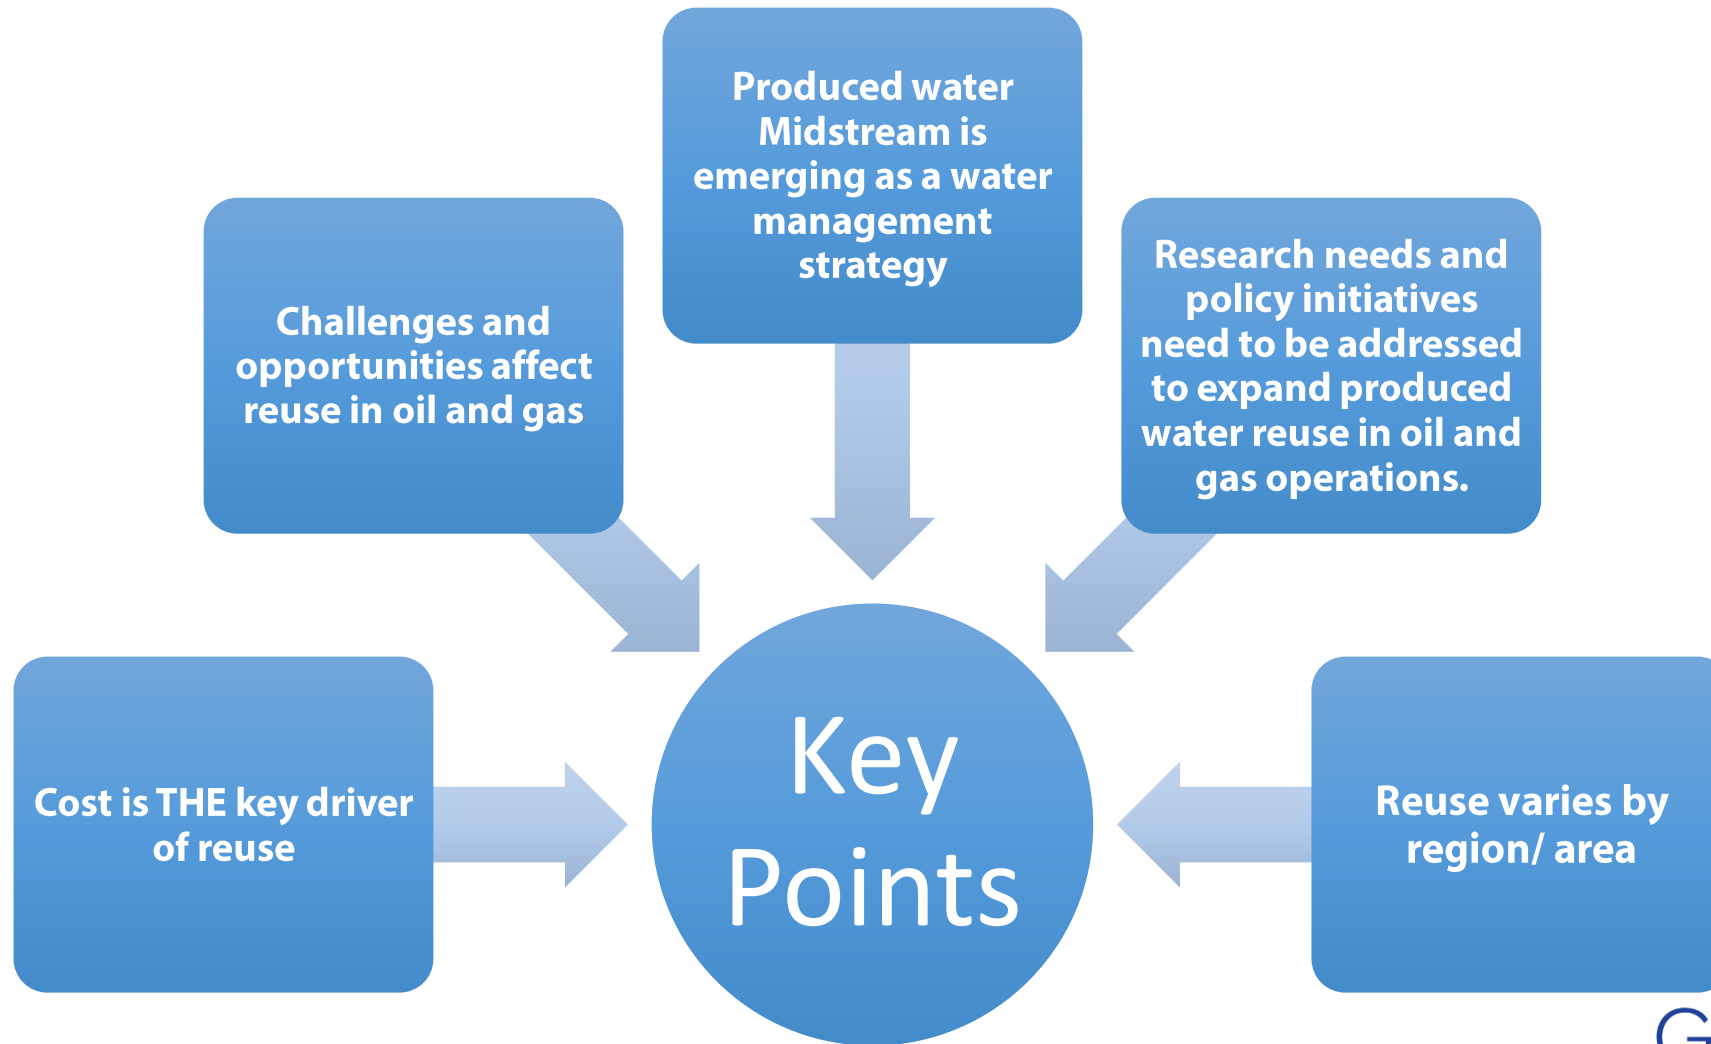 Produced water
Midstream is
emerging as a water
management
strategy
Challenges and
opportunities affect
reuse in oil and gas
Research needs and
policy initiatives
need to be addressed
to expand produced
water reuse in oil and
gas operations.
Cost is THE key driver
of reuse
Key
Points
Reuse varies by
region/ area
G